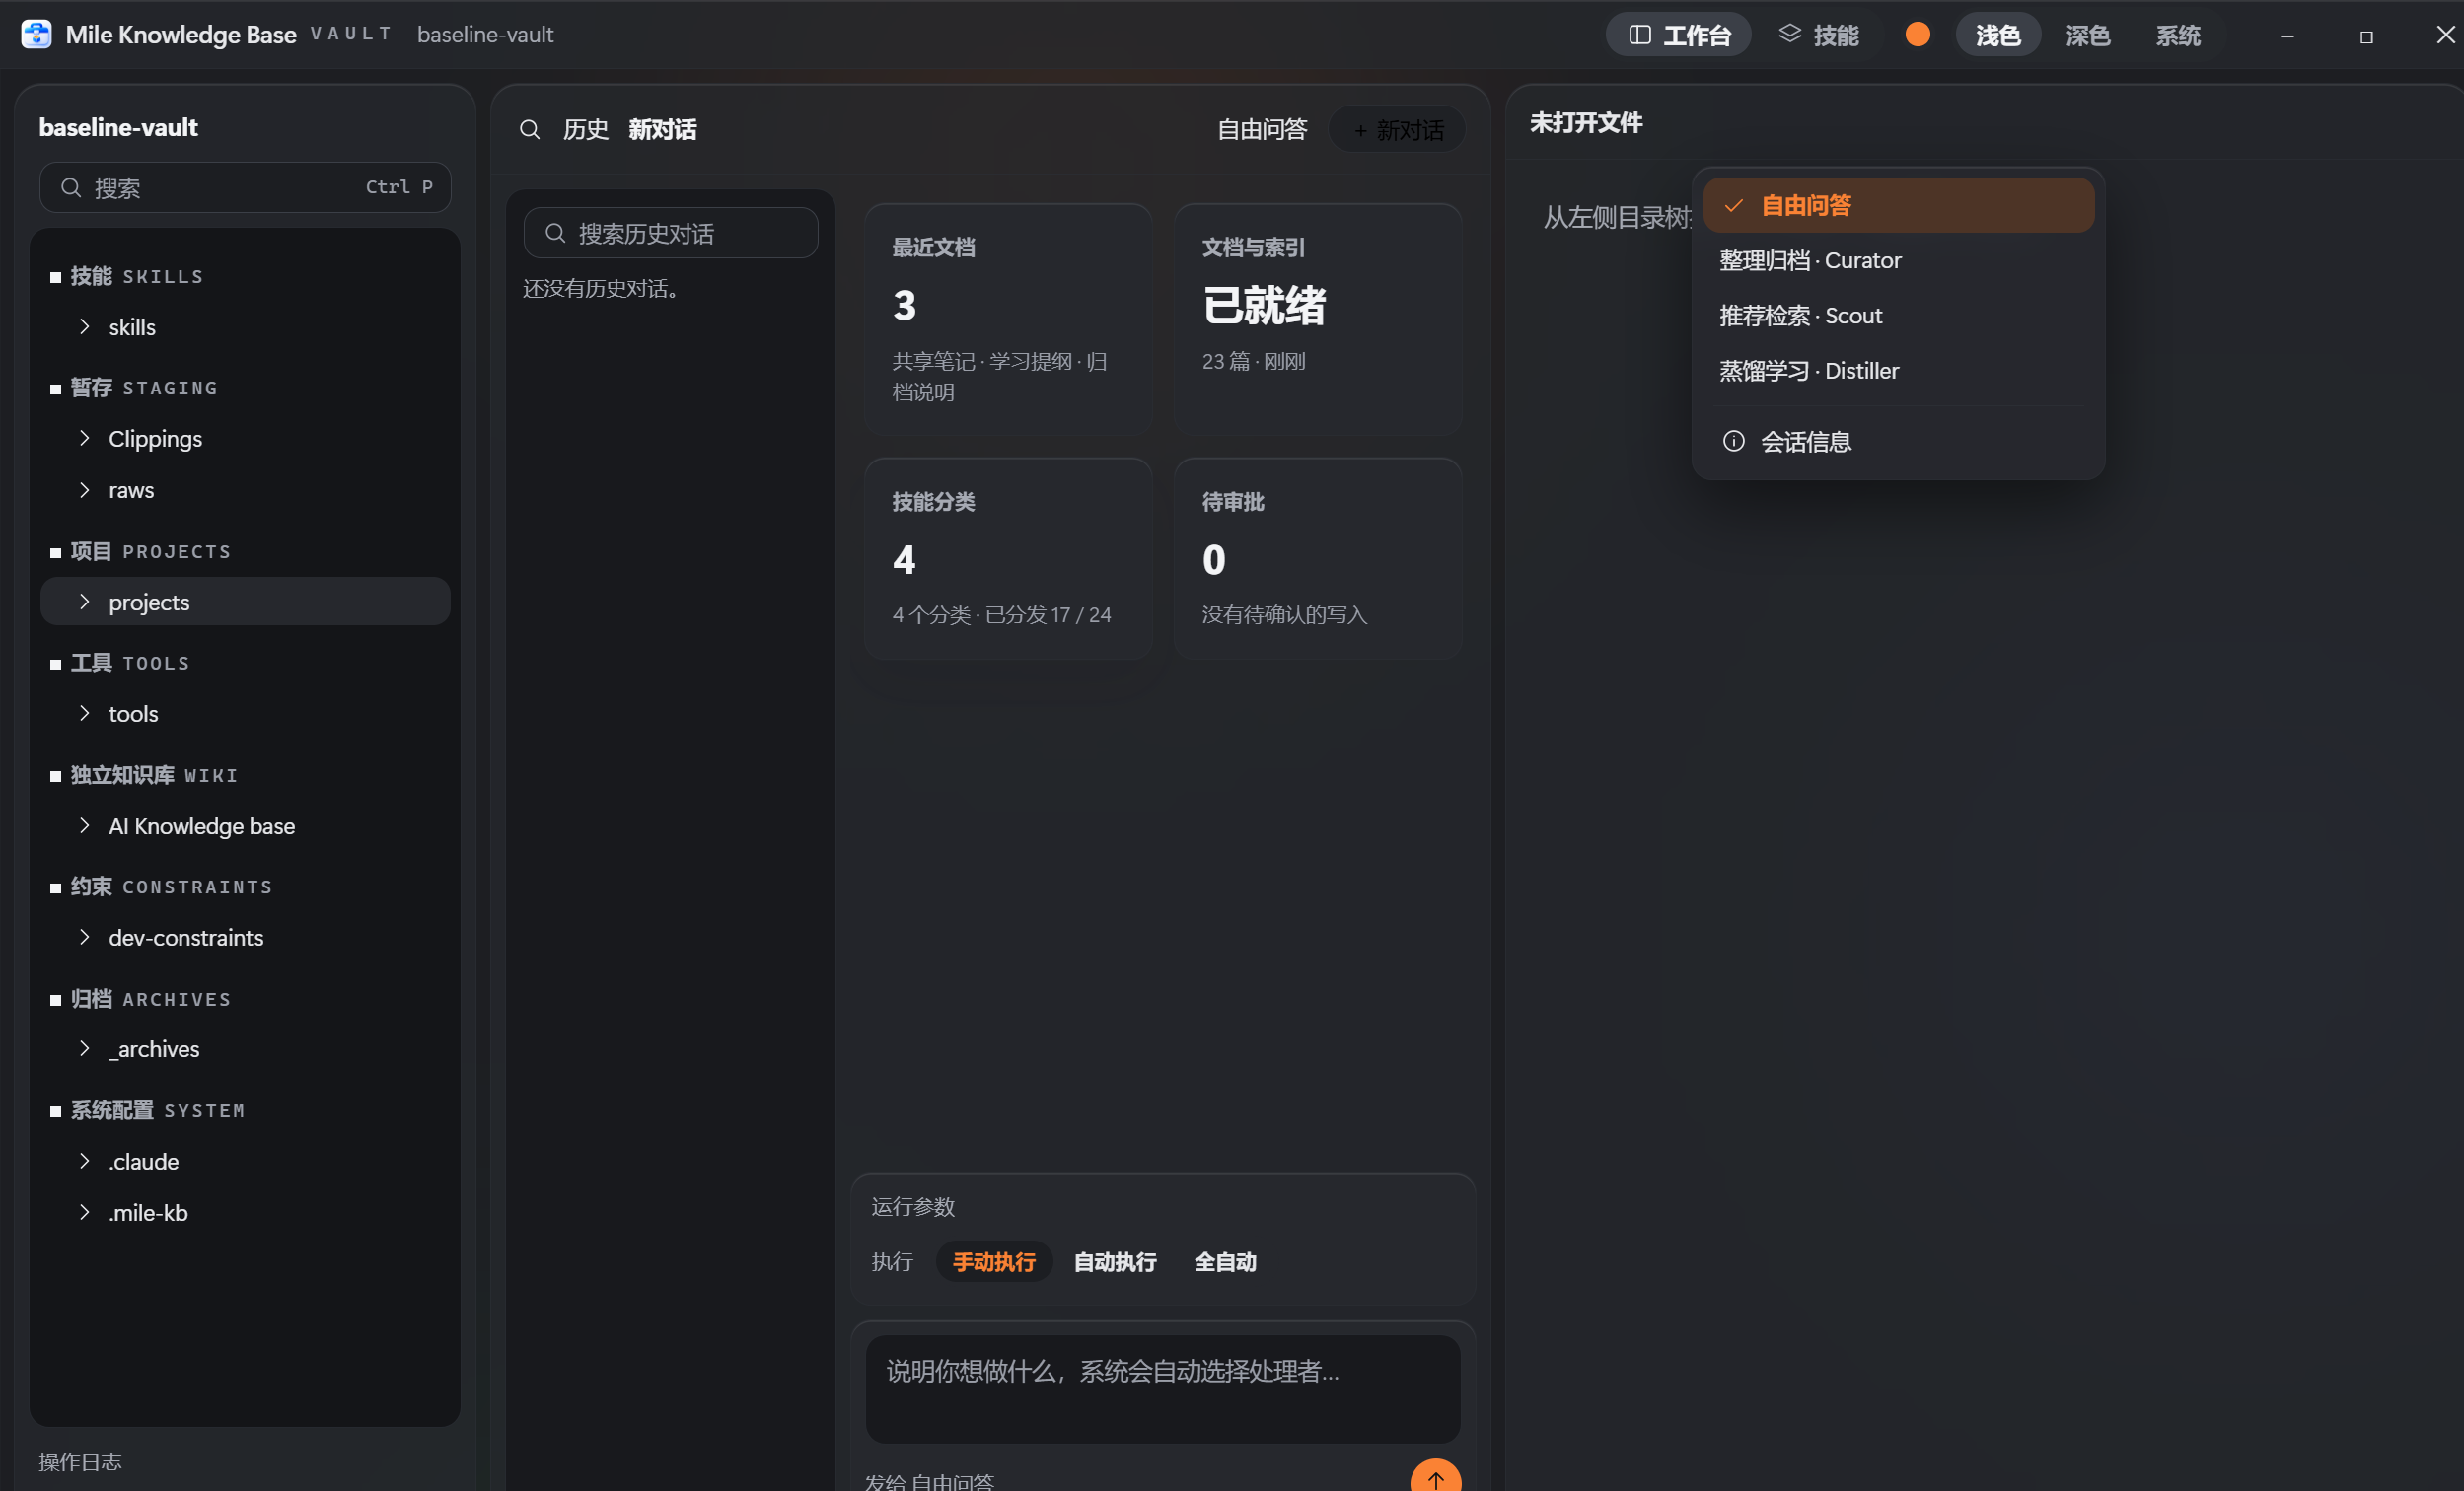 Mile Knowledge Base VAULT baseline-vault
工作台
技能
浅色
深色
系统
baseline-vault
搜索 Ctrl P
技能 SKILLS
skills
暂存 STAGING
Clippings
raws
项目 PROJECTS
projects
工具 TOOLS
tools
独立知识库 WIKI
AI Knowledge base
约束 CONSTRAINTS
dev-constraints
归档 ARCHIVES
_archives
系统配置 SYSTEM
.claude
.mile-kb
操作日志
历史 新对话
自由问答
+ 新对话
搜索历史对话
还没有历史对话。
最近文档
3
共享笔记 · 学习提纲 · 归
档说明
文档与索引
已就绪
23 篇 · 刚刚
技能分类
4
4 个分类 · 已分发 17 / 24
待审批
0
没有待确认的写入
运行参数
执行 手动执行 自动执行 全自动
说明你想做什么，系统会自动选择处理者...
发给 自由问答
未打开文件
从左侧目录树
自由问答
整理归档 · Curator
推荐检索 · Scout
蒸馏学习 · Distiller
会话信息